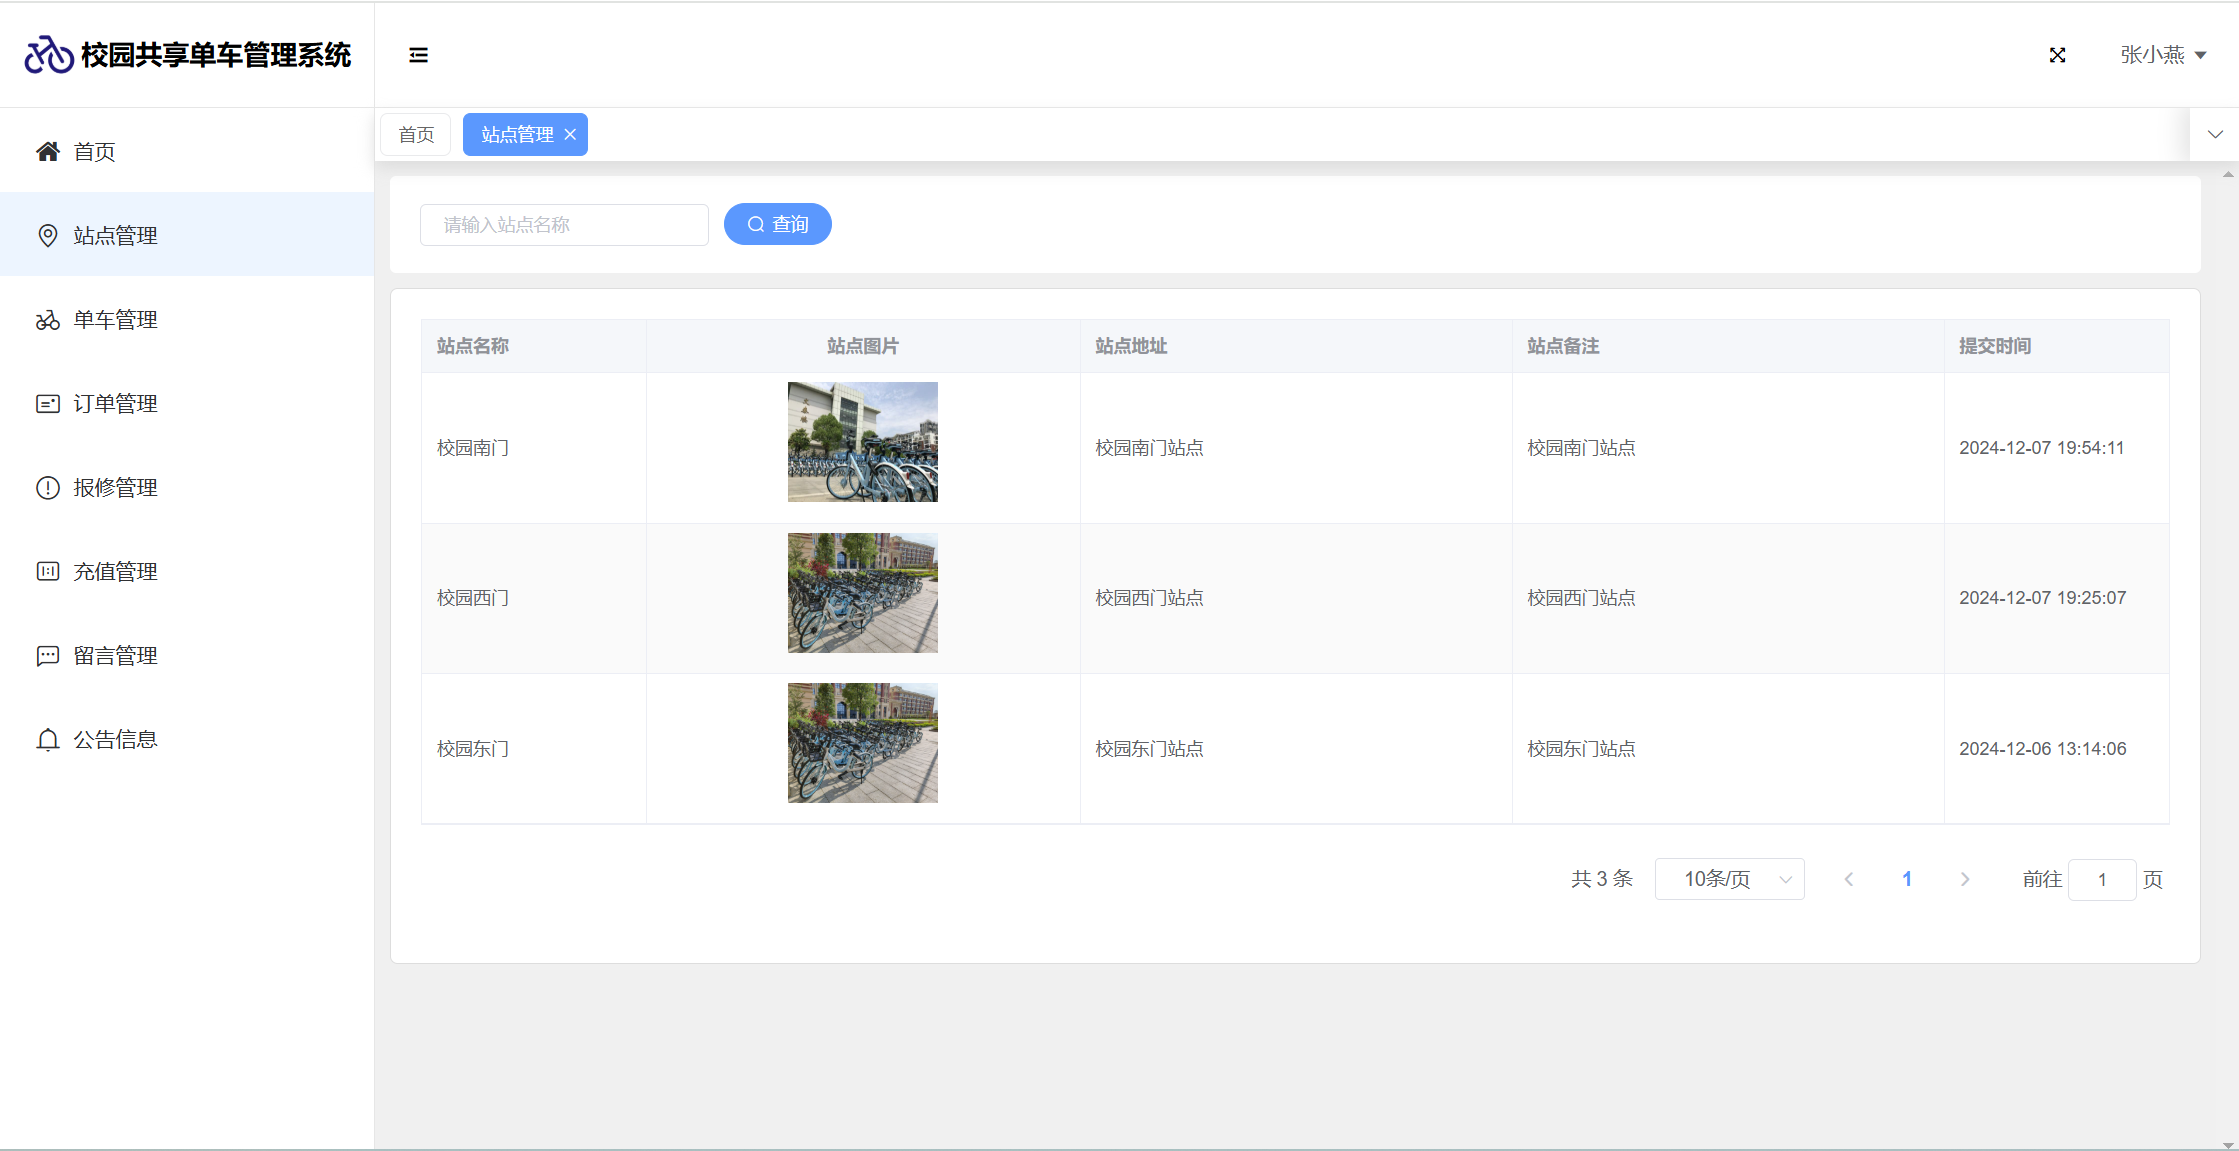 校园共享单车管理系统
张小燕
首页
站点管理
单车管理
订单管理
报修管理
充值管理
留言管理
公告信息
首页 站点管理
请输入站点名称 查询
站点名称 站点图片 站点地址 站点备注 提交时间
校园南门 校园南门站点 校园南门站点 2024-12-07 19:54:11
校园西门 校园西门站点 校园西门站点 2024-12-07 19:25:07
校园东门 校园东门站点 校园东门站点 2024-12-06 13:14:06
共 3 条 10条/页 1 前往 1 页